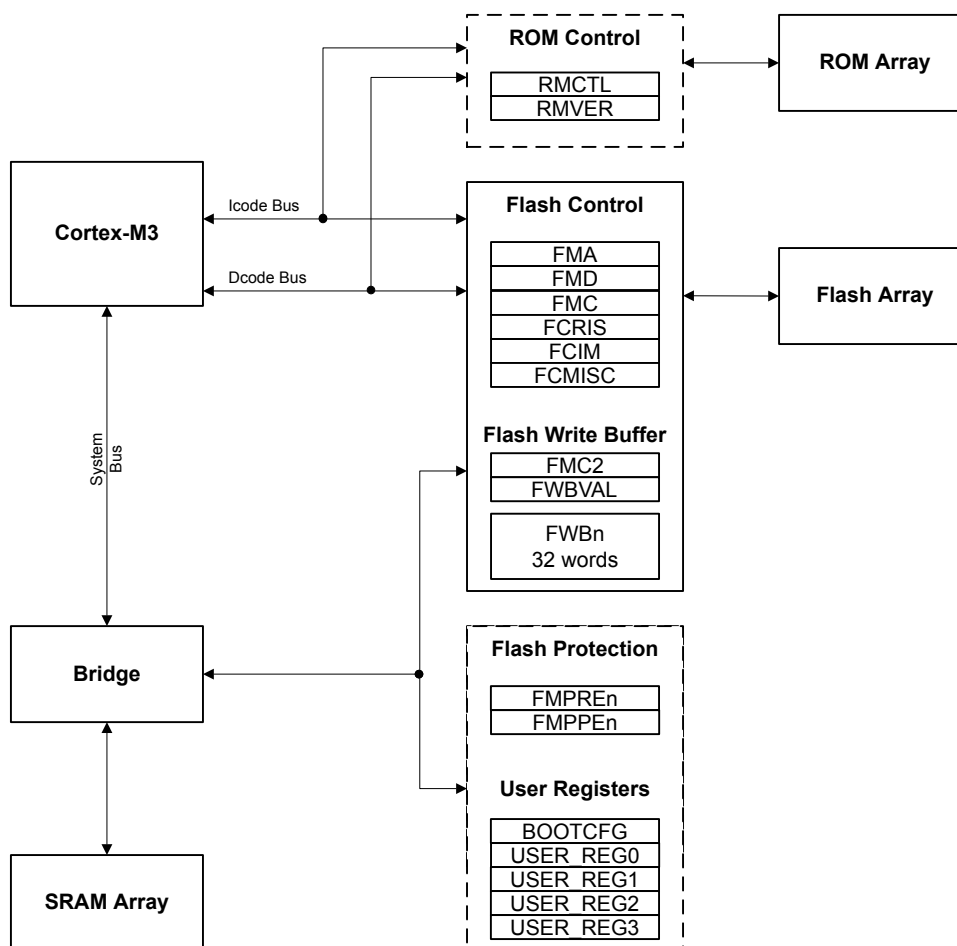 ROM Control
RMCTL
RMVER
ROM Array
Cortex-M3
Icode Bus
Dcode Bus
Flash Control
FMA
FMD
FMC
FCRIS
FCIM
FCMISC
Flash Array
System
Bus
Flash Write Buffer
FMC2
FWBVAL
FWBn
32 words
Bridge
Flash Protection
FMPREn
FMPPEn
User Registers
BOOTCFG
USER_REG0
USER_REG1
USER_REG2
USER_REG3
SRAM Array